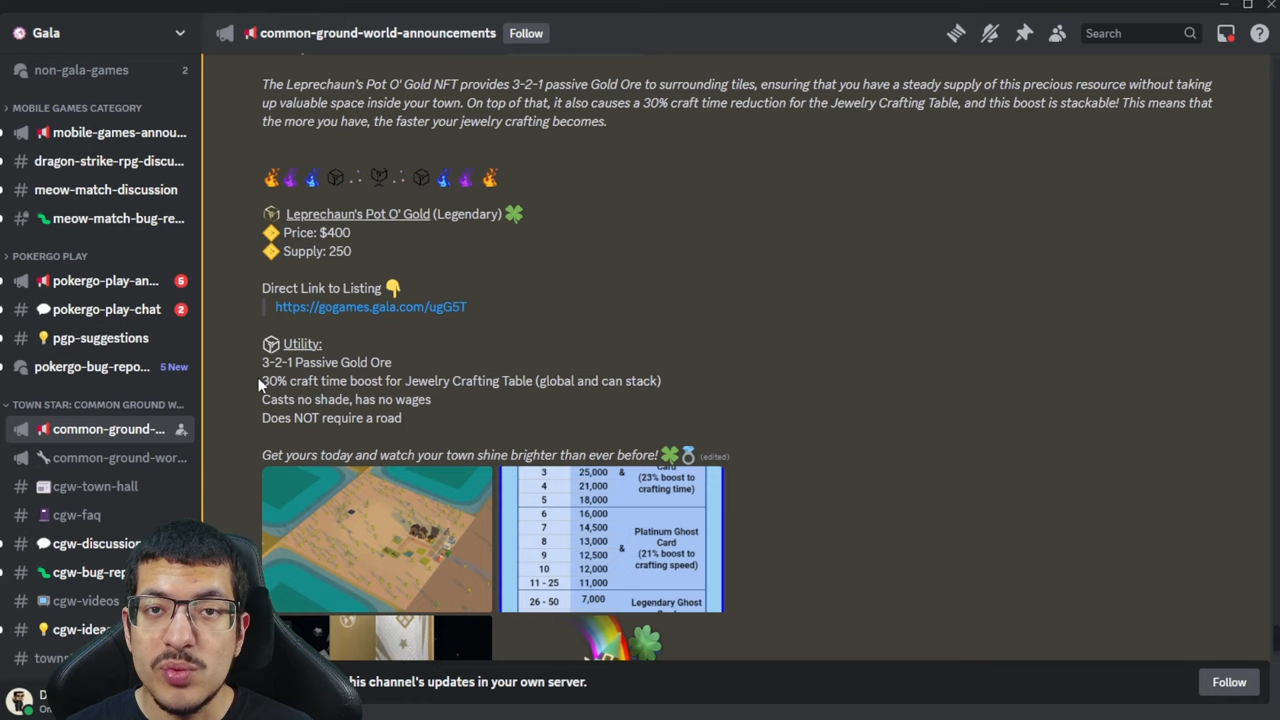 Gala
common-ground-world-announcements
Follow
Search
non-gala-games
2
MOBILE GAMES CATEGORY
mobile-games-annou...
dragon-strike-rpg-discu...
meow-match-discussion
meow-match-bug-re...
POKERGO PLAY
pokergo-play-an...
5
pokergo-play-chat
2
pgp-suggestions
pokergo-bug-repo...
5 New
TOWN STAR: COMMON GROUND W...
common-ground-...
common-ground-wor...
cgw-town-hall
cgw-faq
cgw-discussion
cgw-bug-rep
cgw-videos
cgw-idea
towns
The Leprechaun's Pot O' Gold NFT provides 3-2-1 passive Gold Ore to surrounding tiles, ensuring that you have a steady supply of this precious resource without taking
up valuable space inside your town. On top of that, it also causes a 30% craft time reduction for the Jewelry Crafting Table, and this boost is stackable! This means that
the more you have, the faster your jewelry crafting becomes.
Leprechaun's Pot O' Gold (Legendary)
Price: $400
Supply: 250
Direct Link to Listing
https://gogames.gala.com/ugG5T
Utility:
3-2-1 Passive Gold Ore
30% craft time boost for Jewelry Crafting Table (global and can stack)
Casts no shade, has no wages
Does NOT require a road
Get yours today and watch your town shine brighter than ever before! (edited)
3 25,000
4 21,000
5 18,000
&
Card
(23% boost to
crafting time)
6 16,000
7 14,500
8 13,000
9 12,500
10 12,000
11 - 25 11,000
&
Platinum Ghost
Card
(21% boost to
crafting speed)
26 - 50 7,000
Legendary Ghost
his channel's updates in your own server.
Follow